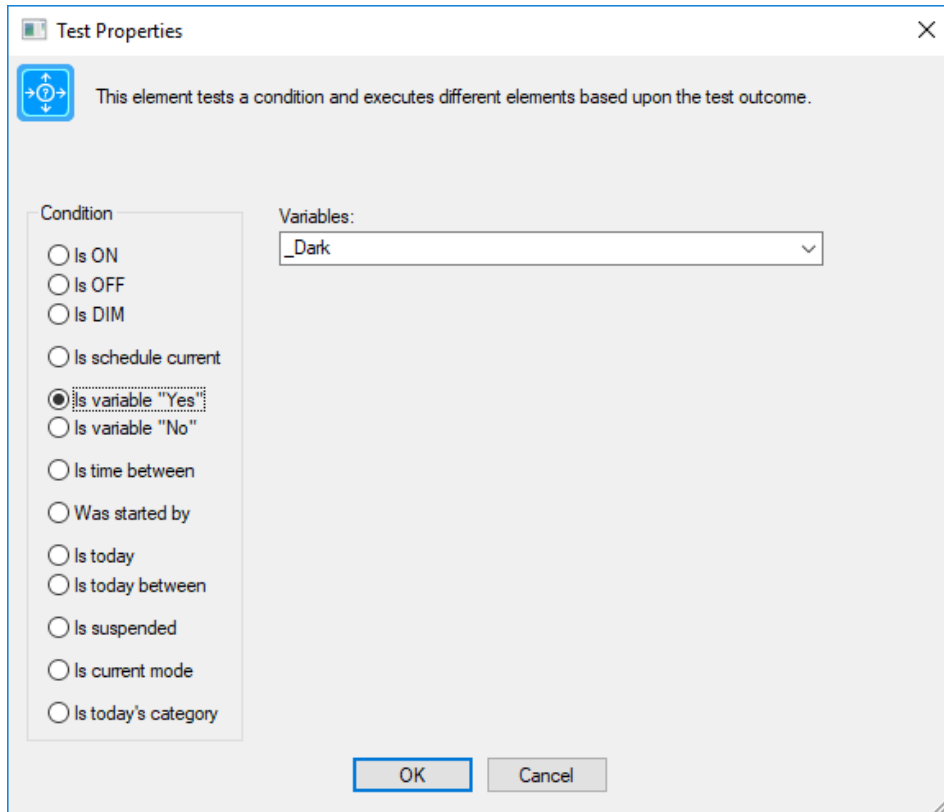 Test Properties
This element tests a condition and executes different elements based upon the test outcome.
Condition
Is ON
Is OFF
Is DIM
Is schedule current
Is variable "Yes"
Is variable "No"
Is time between
Was started by
Is today
Is today between
Is suspended
Is current mode
Is today's category
Variables:
_Dark
OK
Cancel